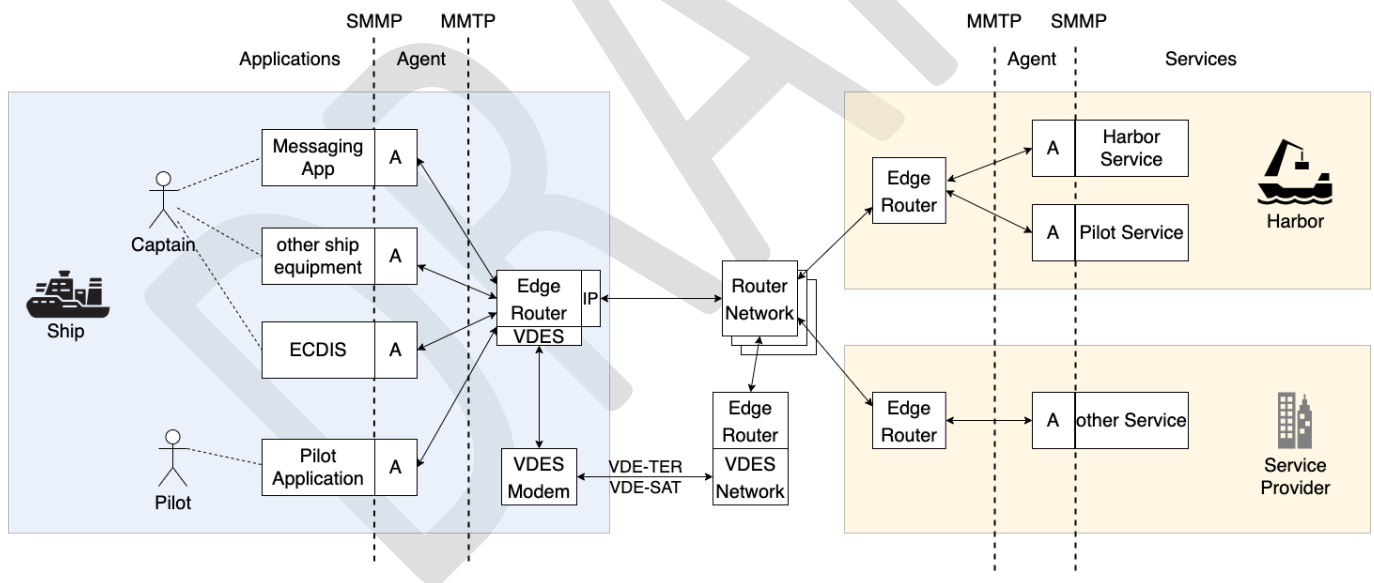 SMMP
MMTP
MMTP
SMMP
Applications
Agent
Agent
Services
Messaging
App
A
Captain
other ship
equipment
A
Ship
ECDIS
A
Pilot
Pilot
Application
A
Edge
Router
IP
VDES
VDES
Modem
VDE-TER
VDE-SAT
Router
Network
Edge
Router
VDES
Network
Edge
Router
A
Harbor
Service
A
Pilot Service
Harbor
Edge
Router
A
other Service
Service
Provider
DRA